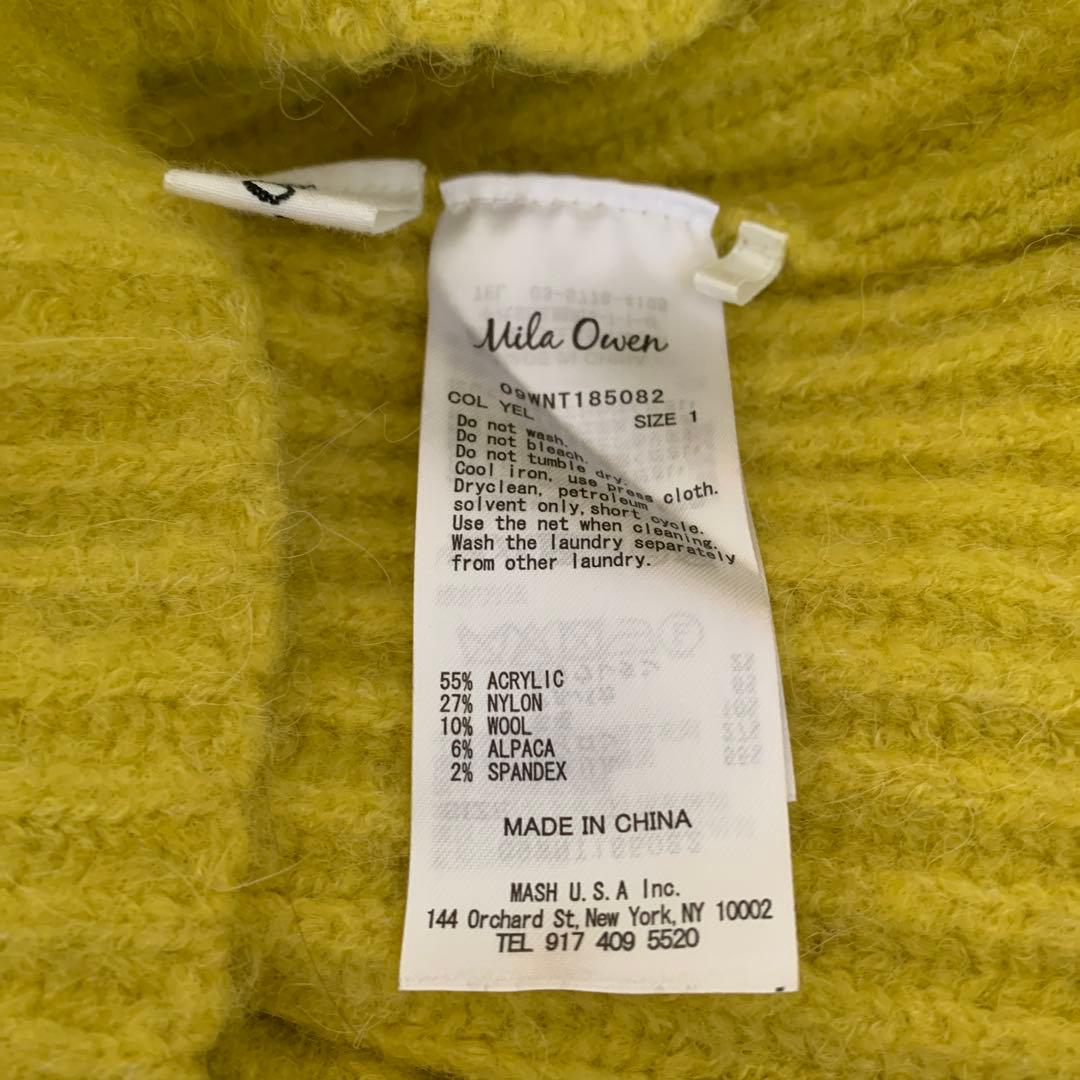 Mila Owen
09WNT185082
COL YEL SIZE 1
Do not wash.
Do not bleach.
Do not tumble dry.
Cool iron, use press cloth.
Dryclean, petroleum
solvent only, short cycle.
Use the net when cleaning.
Wash the laundry separately
from other laundry.
55% ACRYLIC
27% NYLON
10% WOOL
6% ALPACA
2% SPANDEX
MADE IN CHINA
MASH U.S.A Inc.
144 Orchard St, New York, NY 10002
TEL 917 409 5520